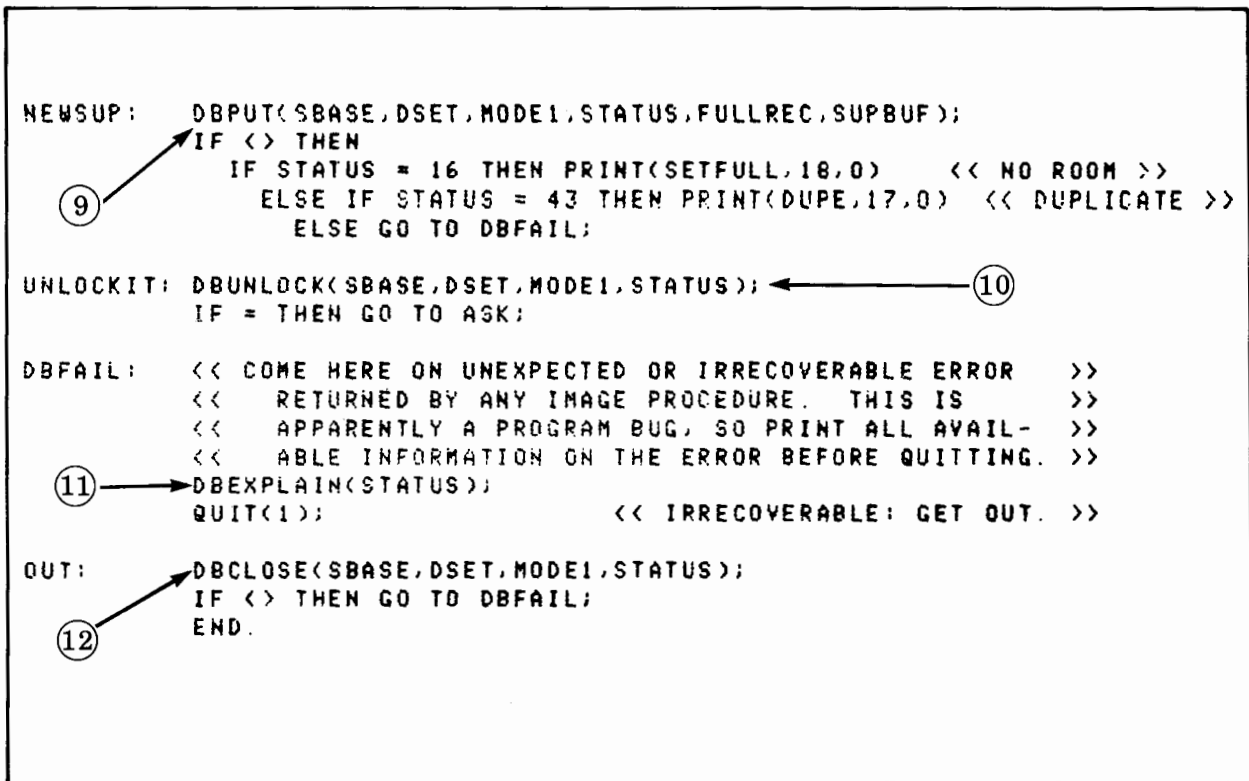 NEWSUP: DBPUT(SBASE,DSET,MODE1,STATUS,FULLREC,SUPBUF);
IF <> THEN
IF STATUS = 16 THEN PRINT(SETFULL,18,0) << NO ROOM >>
9 ELSE IF STATUS = 43 THEN PRINT(DUPE,17,0) << DUPLICATE >>
ELSE GO TO DBFAIL;
UNLOCKIT: DBUNLOCK(SBASE,DSET,MODE1,STATUS); 10
IF = THEN GO TO ASK;
DBFAIL: << COME HERE ON UNEXPECTED OR IRRECOVERABLE ERROR >>
<< RETURNED BY ANY IMAGE PROCEDURE. THIS IS >>
<< APPARENTLY A PROGRAM BUG, SO PRINT ALL AVAIL- >>
<< ABLE INFORMATION ON THE ERROR BEFORE QUITTING. >>
11 DBEXPLAIN(STATUS);
QUIT(1); << IRRECOVERABLE: GET OUT. >>
OUT: DBCLOSE(SBASE,DSET,MODE1,STATUS);
IF <> THEN GO TO DBFAIL;
12 END.